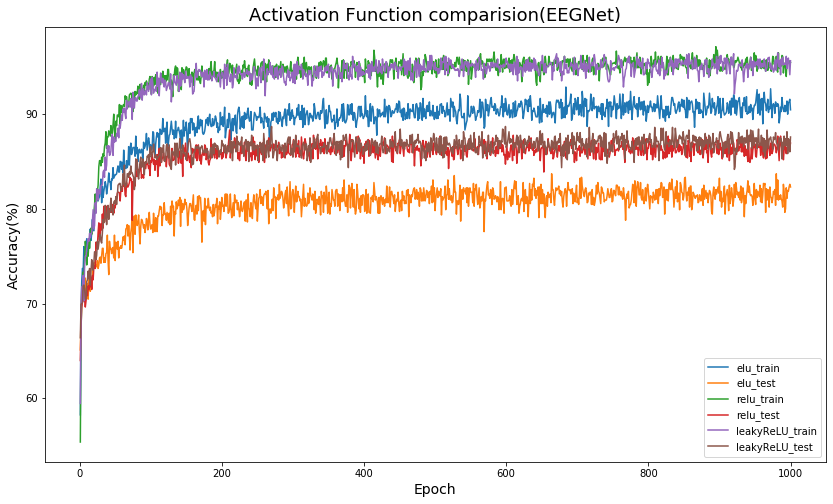 Activation Function comparision(EEGNet)
Accuracy(%)
90
80
70
60
0
200
400
600
800
1000
Epoch
elu_train
elu_test
relu_train
relu_test
leakyReLU_train
leakyReLU_test